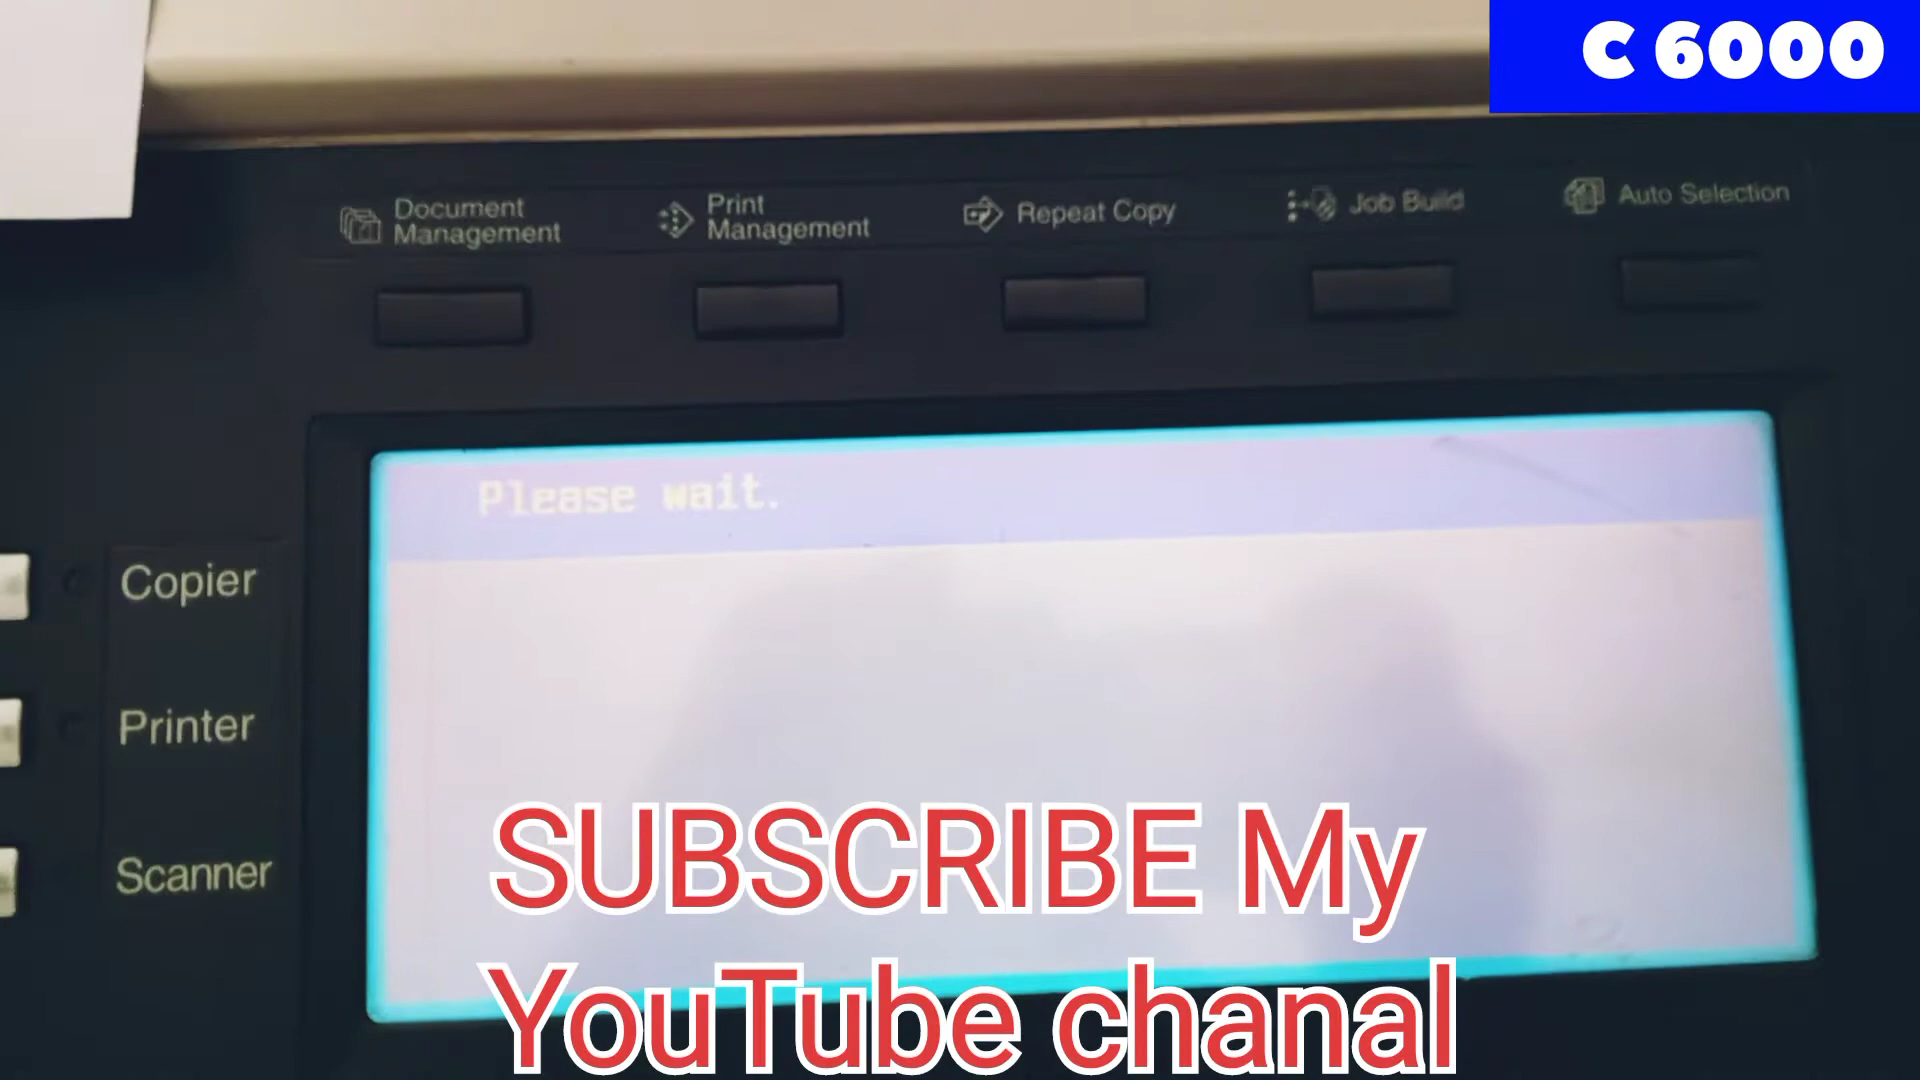 C 6000
Document
Management
Print
Management
Repeat Copy
Job Build
Auto Selection
Please wait.
Copier
Printer
Scanner
SUBSCRIBE My
YouTube chanal